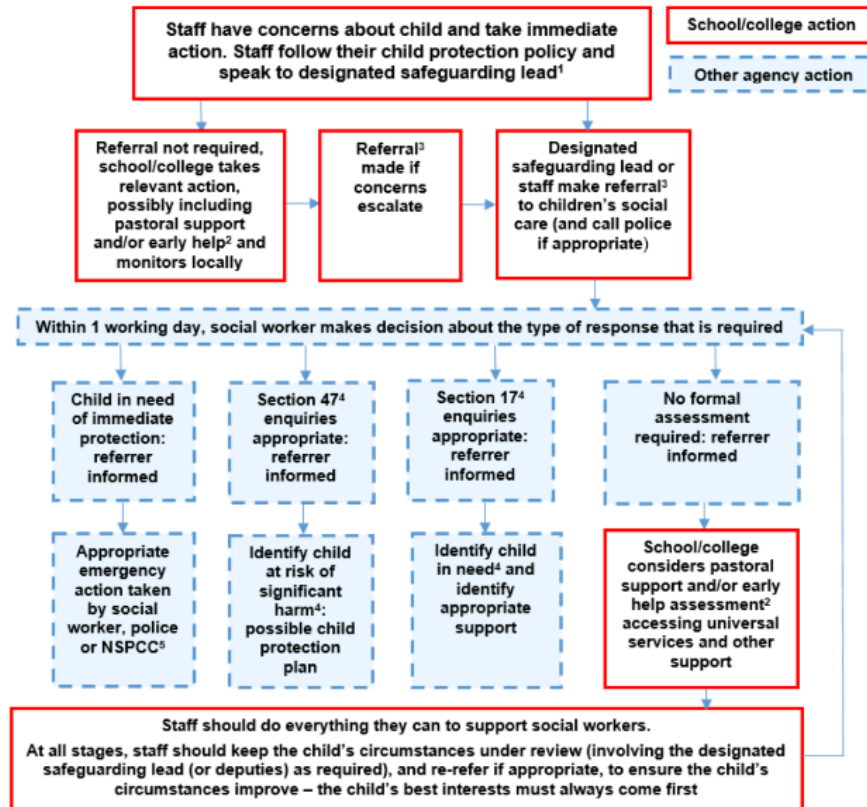 Staff have concerns about child and take immediate
action. Staff follow their child protection policy and
speak to designated safeguarding lead¹
School/college action
Other agency action
Referral not required,
school/college takes
relevant action,
possibly including
pastoral support
and/or early help² and
monitors locally
Referral³
made if
concerns
escalate
Designated
safeguarding lead or
staff make referral³
to children's social
care (and call police
if appropriate)
Within 1 working day, social worker makes decision about the type of response that is required
Child in need
of immediate
protection:
referrer
informed
Section 47⁴
enquiries
appropriate:
referrer
informed
Section 17⁴
enquiries
appropriate:
referrer
informed
No formal
assessment
required: referrer
informed
Appropriate
emergency
action taken
by social
worker, police
or NSPCC⁵
Identify child
at risk of
significant
harm⁴:
possible child
protection
plan
Identify child
in need⁴ and
identify
appropriate
support
School/college
considers pastoral
support and/or early
help assessment²
accessing universal
services and other
support
Staff should do everything they can to support social workers.
At all stages, staff should keep the child's circumstances under review (involving the designated
safeguarding lead (or deputies) as required), and re-refer if appropriate, to ensure the child's
circumstances improve – the child's best interests must always come first